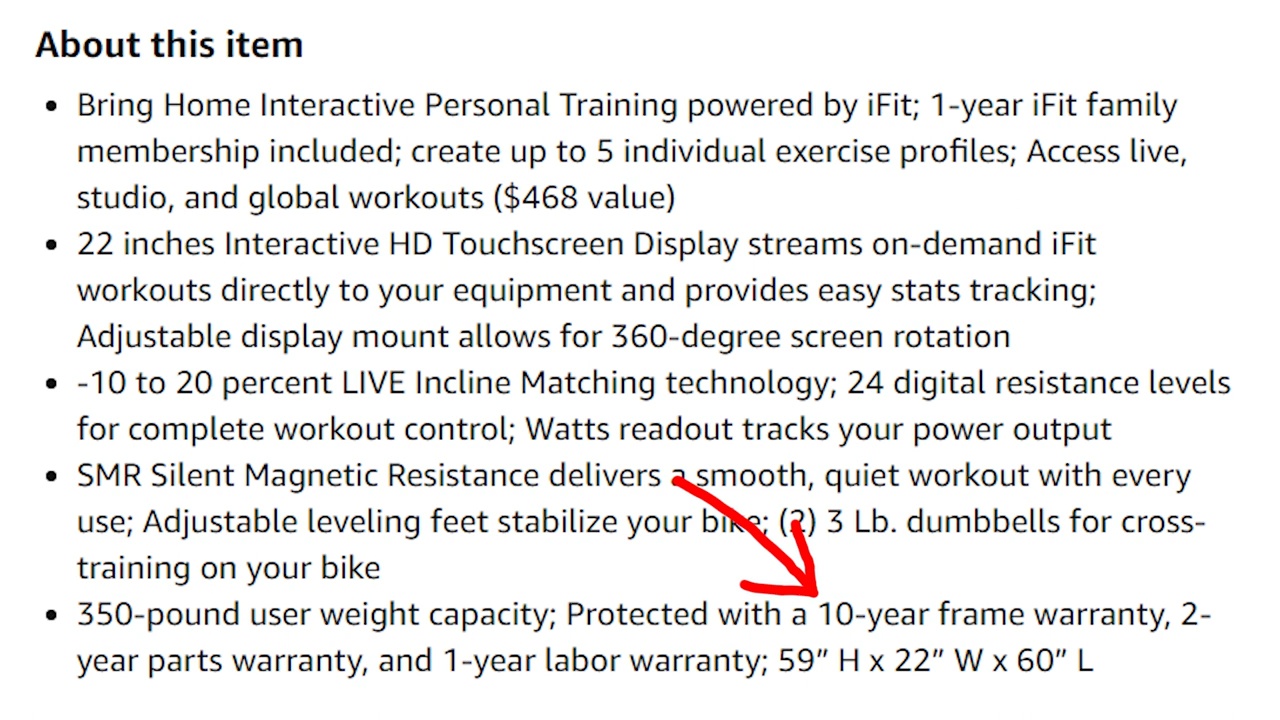 About this item
• Bring Home Interactive Personal Training powered by iFit; 1-year iFit family
membership included; create up to 5 individual exercise profiles; Access live,
studio, and global workouts ($468 value)
• 22 inches Interactive HD Touchscreen Display streams on-demand iFit
workouts directly to your equipment and provides easy stats tracking;
Adjustable display mount allows for 360-degree screen rotation
• -10 to 20 percent LIVE Incline Matching technology; 24 digital resistance levels
for complete workout control; Watts readout tracks your power output
• SMR Silent Magnetic Resistance delivers a smooth, quiet workout with every
use; Adjustable leveling feet stabilize your bike; (2) 3 Lb. dumbbells for cross-
training on your bike
• 350-pound user weight capacity; Protected with a 10-year frame warranty, 2-
year parts warranty, and 1-year labor warranty; 59” H x 22” W x 60” L